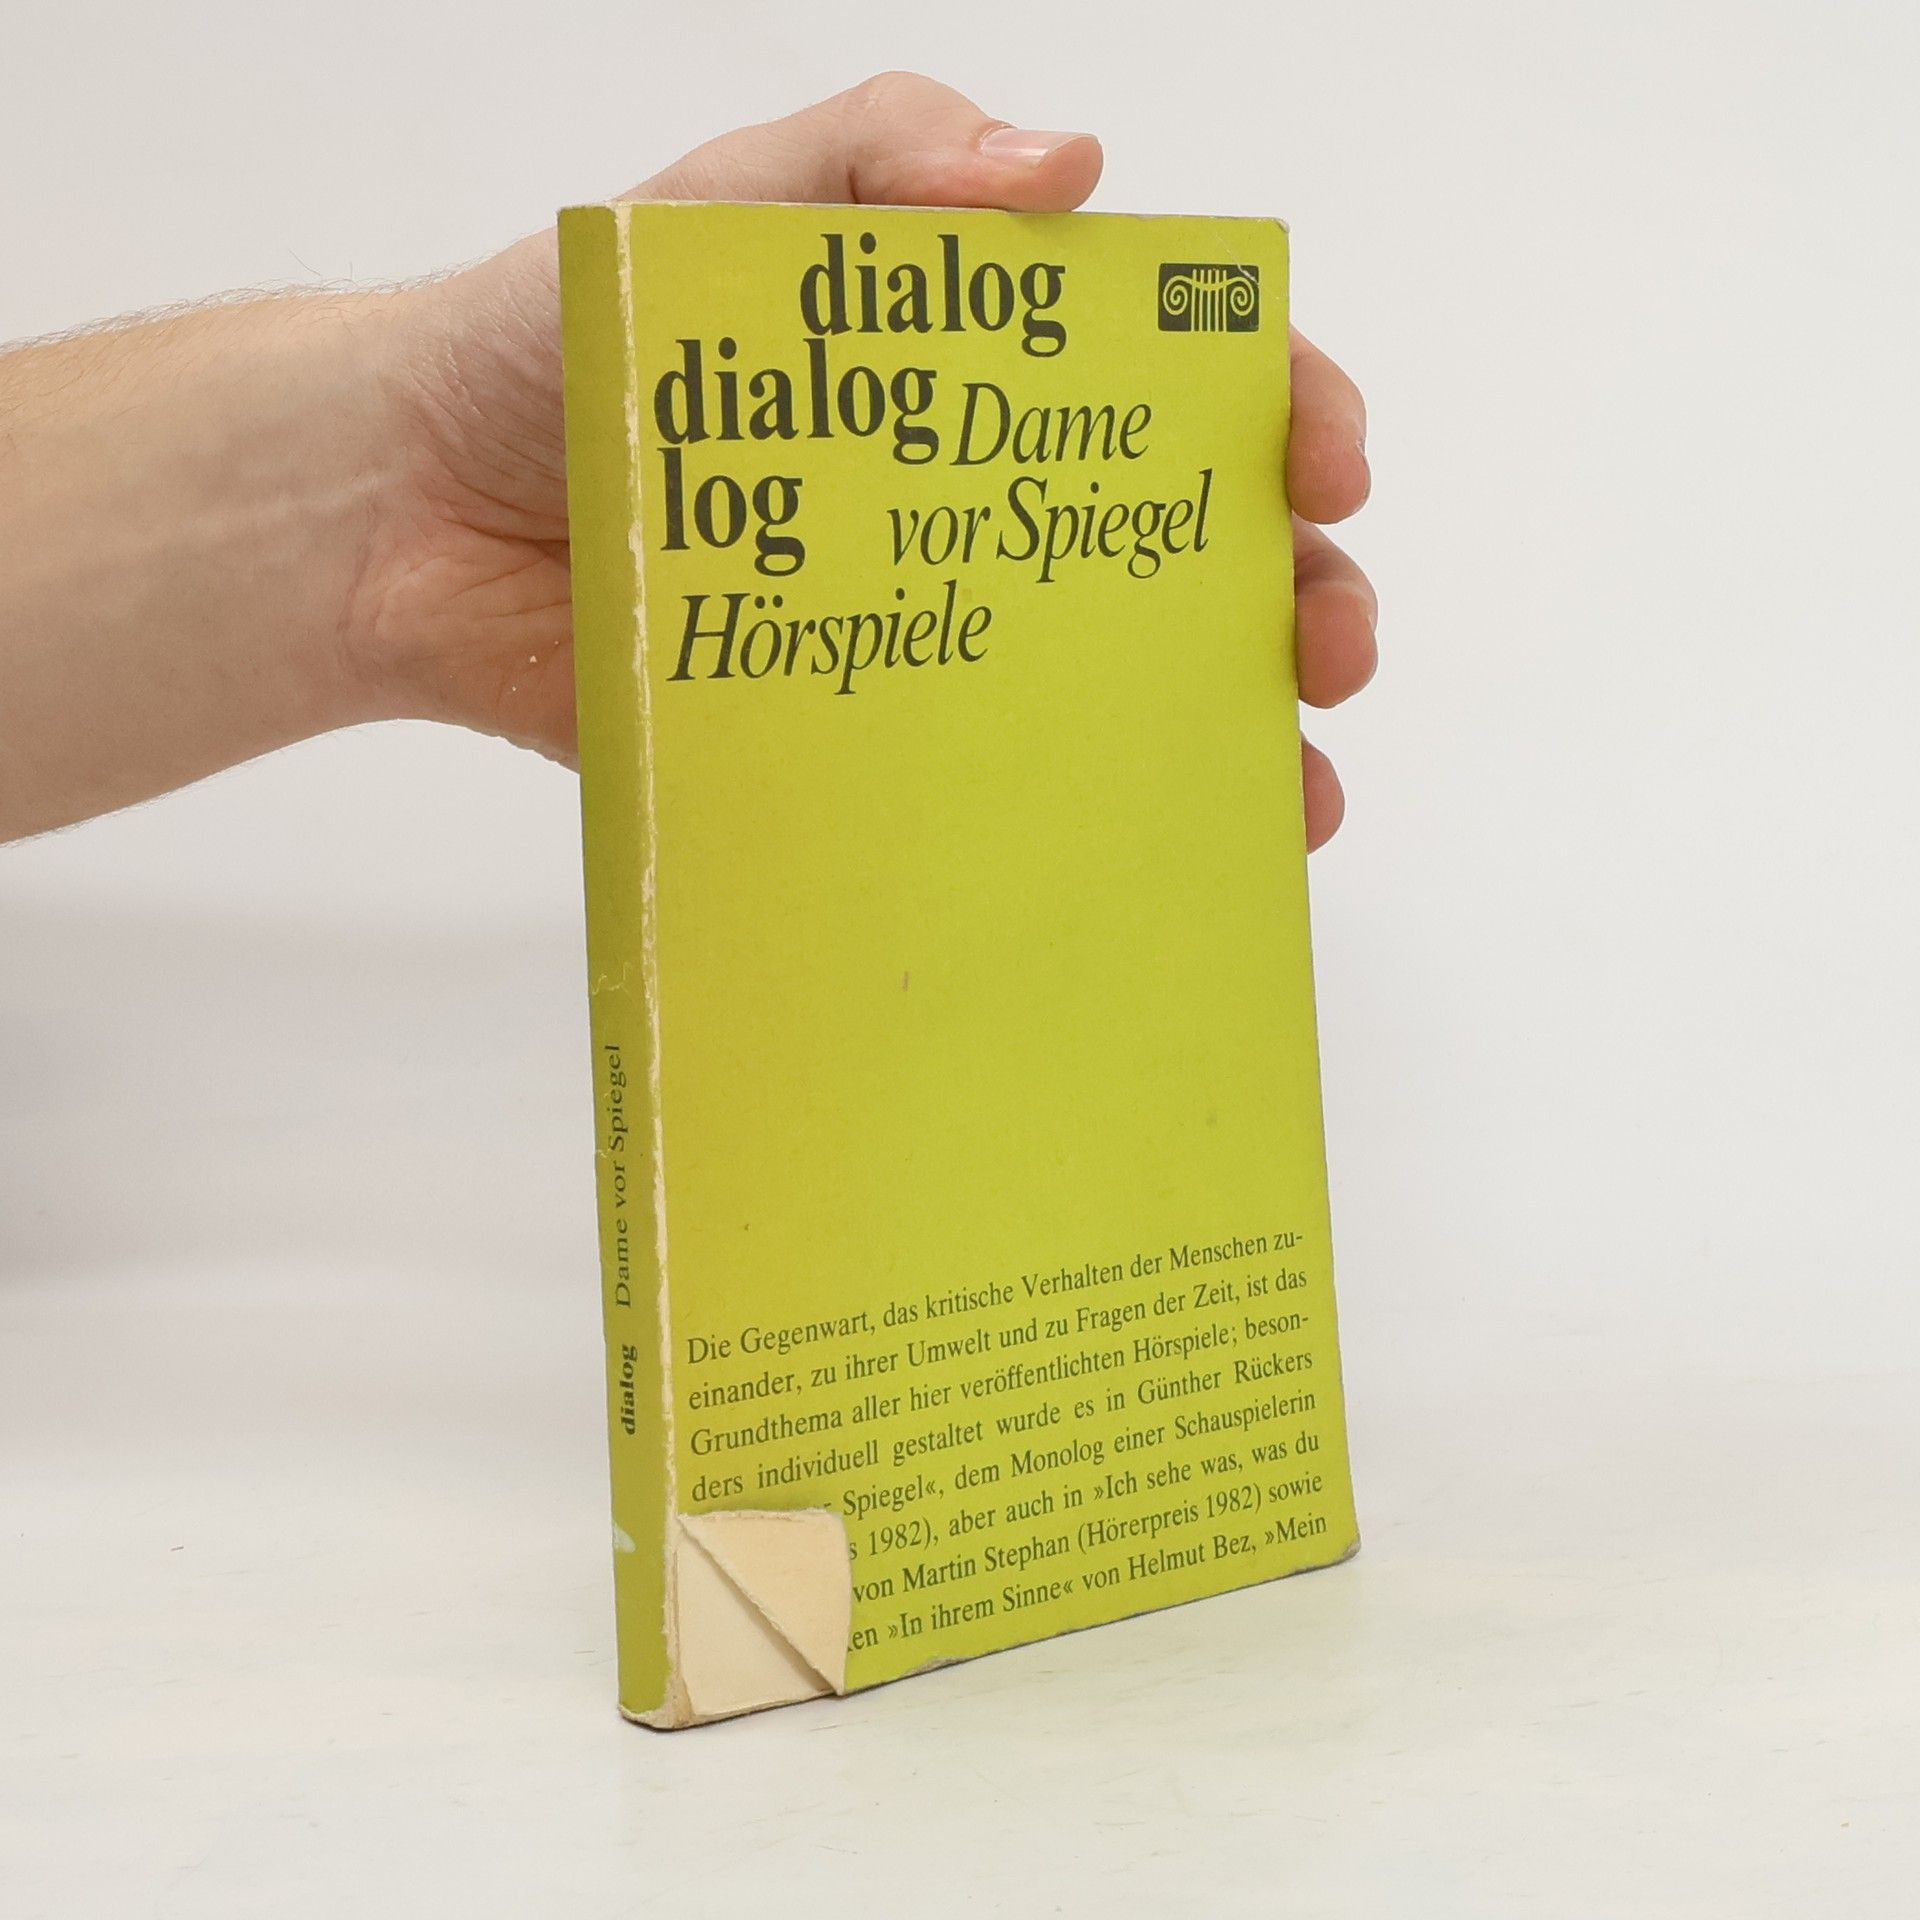 dialog
dialog Dame
log vor Spiegel
Hörspiele
Die Gegenwart, das kritische Verhalten der Menschen zu-
einander, zu ihrer Umwelt und zu Fragen der Zeit, ist das
Grundthema aller hier veröffentlichten Hörspiele; beson-
ders individuell gestaltet wurde es in Günther Rückers
Spiegel«, dem Monolog einer Schauspielerin
1982), aber auch in »Ich sehe was, was du
von Martin Stephan (Hörerpreis 1982) sowie
»In ihrem Sinne« von Helmut Bez, »Mein
dialog Dame vor Spiegel